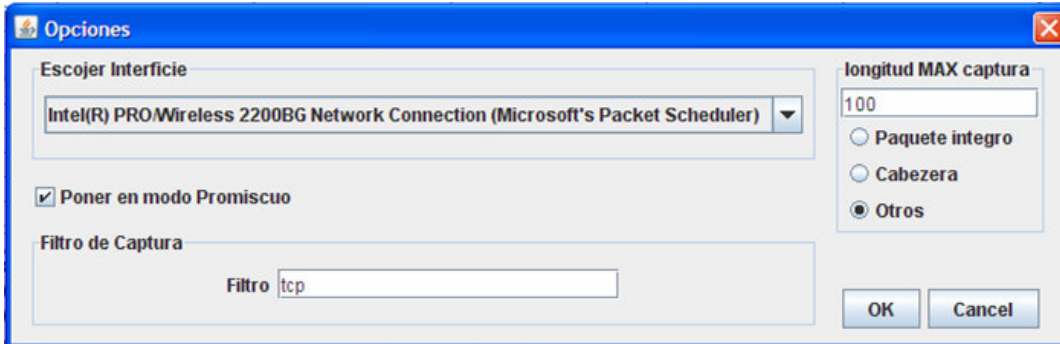 Opciones
Escojer Interficie
Intel(R) PRO/Wireless 2200BG Network Connection (Microsoft's Packet Scheduler)
Poner en modo Promiscuo
Filtro de Captura
Filtro tcp
longitud MAX captura
100
Paquete integro
Cabezera
Otros
OK Cancel